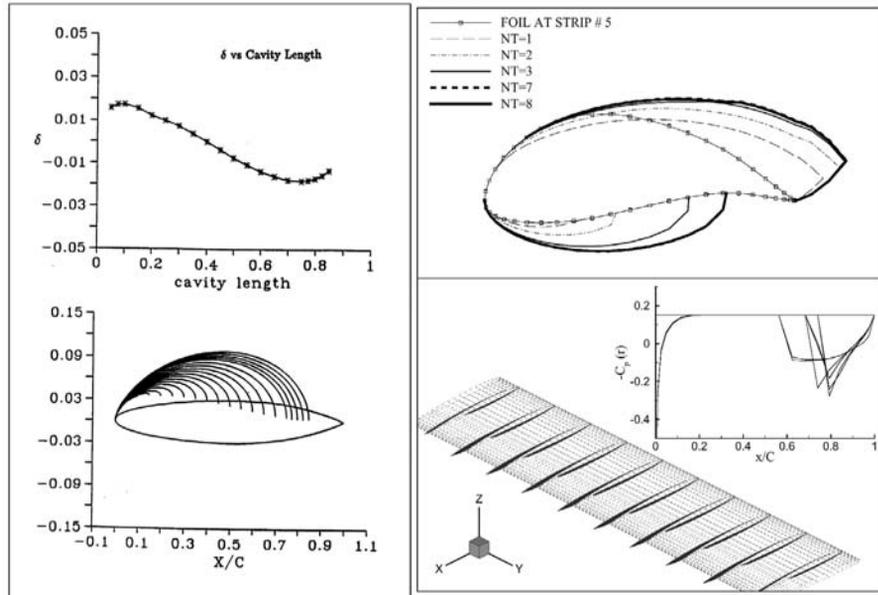 δ vs Cavity Length
0.05
0.03
0.01
δ
-0.01
-0.03
-0.05
0 0.2 0.4 0.6 0.8 1
cavity length
0.15
0.09
0.03
-0.03
-0.09
-0.15
-0.1 0.1 0.3 0.5 0.7 0.9 1.1
X/C
FOIL AT STRIP # 5
NT=1
NT=2
NT=3
NT=7
NT=8
0.2
0
-0.2
-0.4
-Cp (r)
0 0.2 0.4 0.6 0.8 1
x/C
Z
X
Y